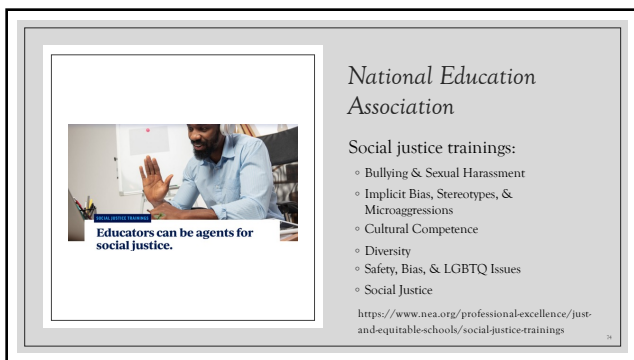 SOCIAL JUSTICE TRAININGS
Educators can be agents for
social justice.
National Education
Association
Social justice trainings:
◦ Bullying & Sexual Harassment
◦ Implicit Bias, Stereotypes, &
Microaggressions
◦ Cultural Competence
◦ Diversity
◦ Safety, Bias, & LGBTQ Issues
◦ Social Justice
https://www.nea.org/professional-excellence/just-
and-equitable-schools/social-justice-trainings